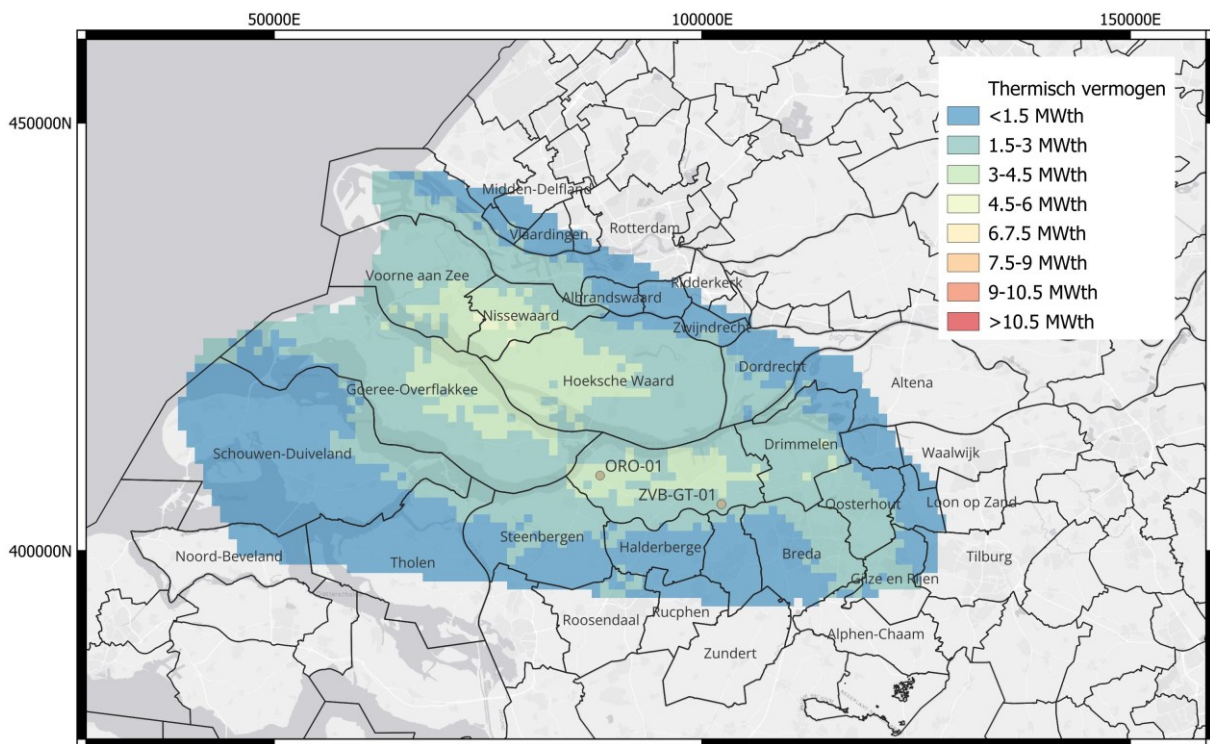 50000E 100000E 150000E
450000N
400000N
Thermisch vermogen
<1.5 MWth
1.5-3 MWth
3-4.5 MWth
4.5-6 MWth
6.7.5 MWth
7.5-9 MWth
9-10.5 MWth
>10.5 MWth
Midden-Delfland
Vlaardingen
Rotterdam
Voorne aan Zee
Ridderkerk
Albrandswaard
Nissewaard
Zwijndrecht
Dordrecht
Hoeksche Waard
Altena
Goeree-Overflakkee
Drimmelen
Schouwen-Duiveland
Waalwijk
ORO-01
ZVB-GT-01
Oosterhout
Loon op Zand
Steenbergen
Halderberge
Breda
Noord-Beveland
Tholen
Tilburg
Gilze en Rijen
Rucphen
Roosendaal
Alphen-Chaam
Zundert